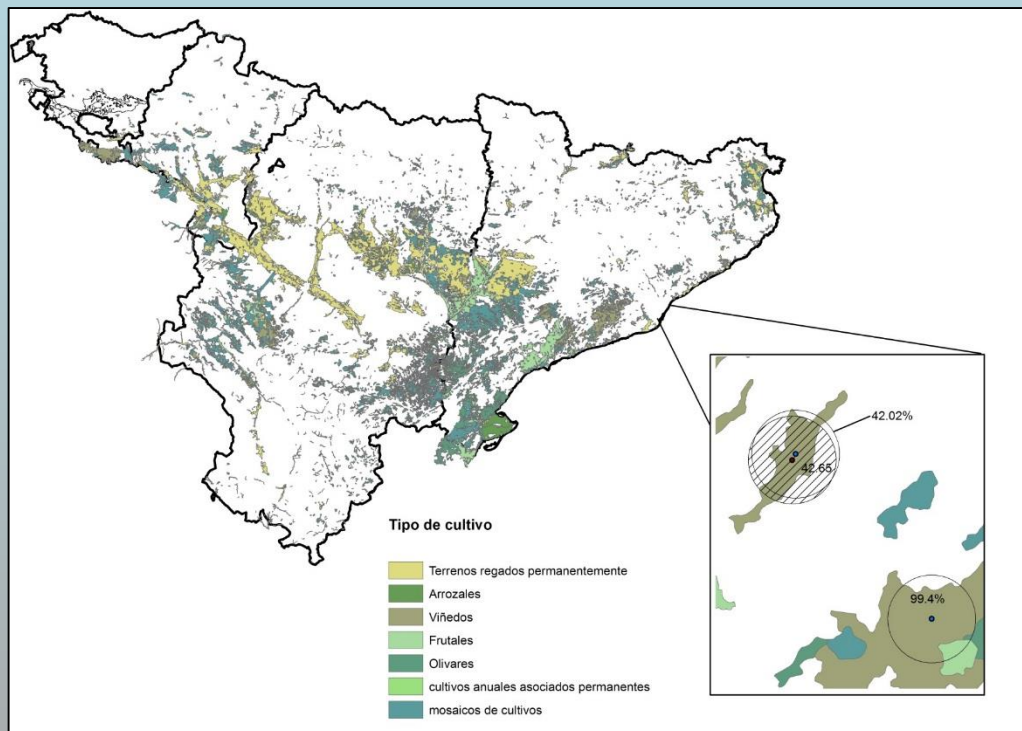 42.02%
42.65
99.4%
Tipo de cultivo
Terrenos regados permanentemente
Arrozales
Viñedos
Frutales
Olivares
cultivos anuales asociados permanentes
mosaicos de cultivos